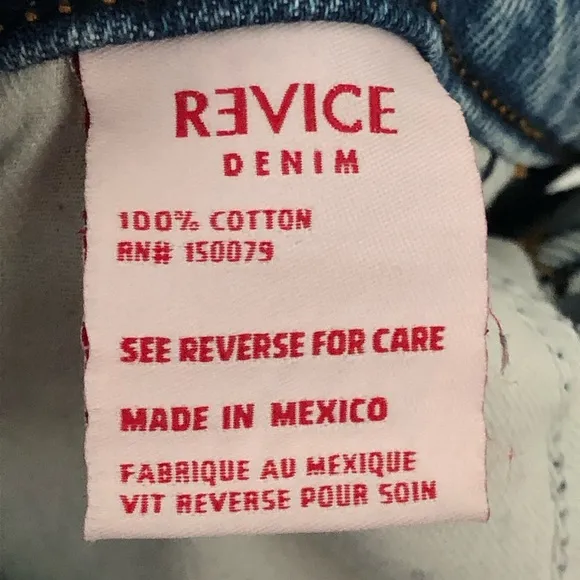 RƎVICE
DENIM
100% COTTON
RN# 150079
SEE REVERSE FOR CARE
MADE IN MEXICO
FABRIQUE AU MEXIQUE
VIT REVERSE POUR SOIN